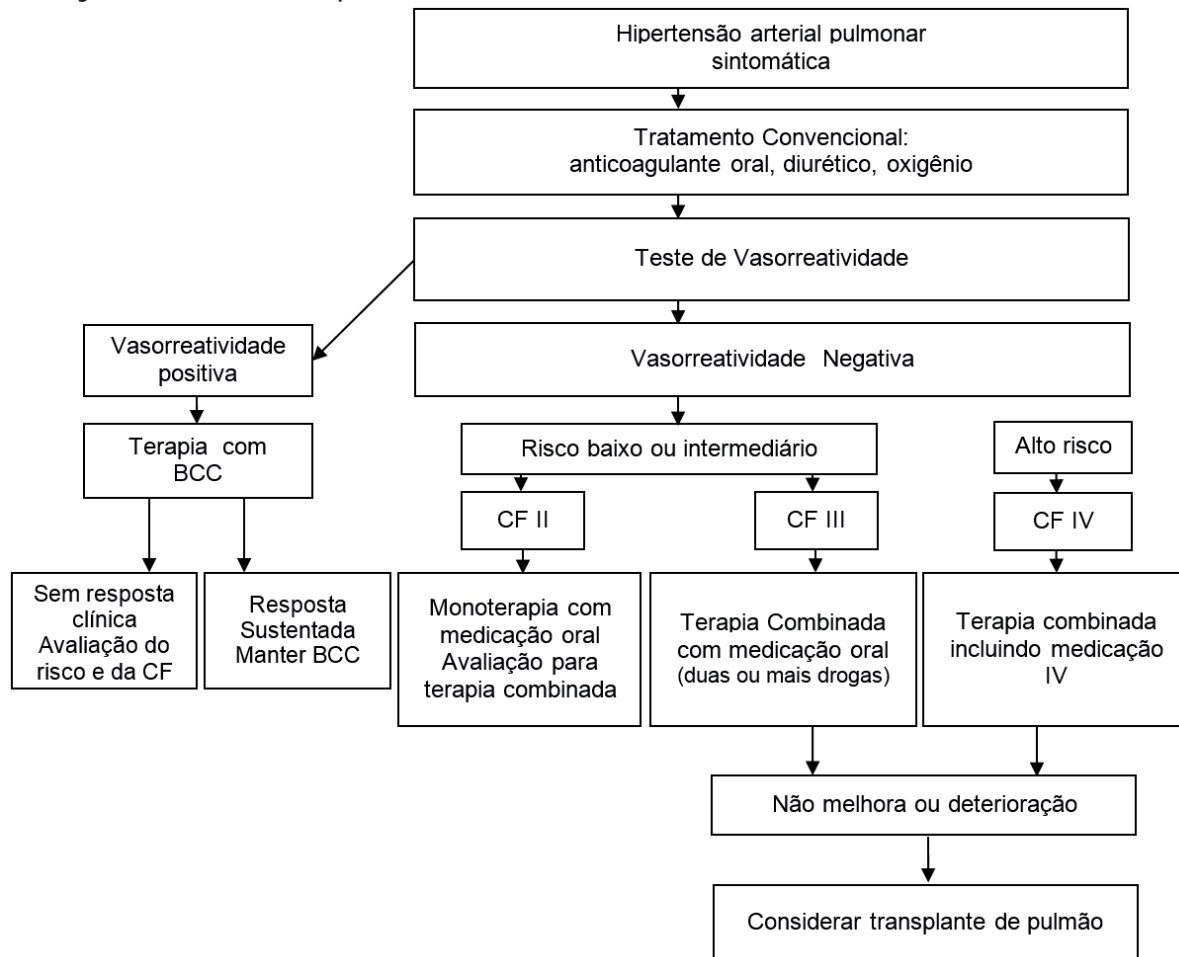 Hipertensão arterial pulmonar
sintomática
Tratamento Convencional:
anticoagulante oral, diurético, oxigênio
Teste de Vasorreatividade
Vasorreatividade
positiva
Vasorreatividade Negativa
Terapia com
BCC
Risco baixo ou intermediário
Alto risco
CF II
CF III
CF IV
Sem resposta
clínica
Avaliação do
risco e da CF
Resposta
Sustentada
Manter BCC
Monoterapia com
medicação oral
Avaliação para
terapia combinada
Terapia Combinada
com medicação oral
(duas ou mais drogas)
Terapia combinada
incluindo medicação
IV
Não melhora ou deterioração
Considerar transplante de pulmão